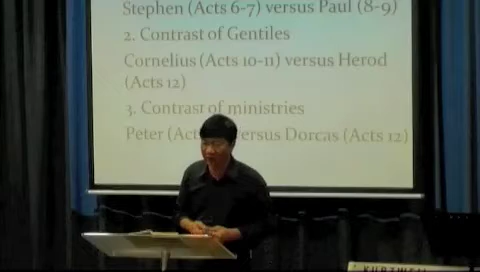 Stephen (Acts 6-7) versus Paul (8-9)
2. Contrast of Gentiles
Cornelius (Acts 10-11) versus Herod
(Acts 12)
3. Contrast of ministries
Peter (Act versus Dorcas (Acts 12)
KURZWEIL